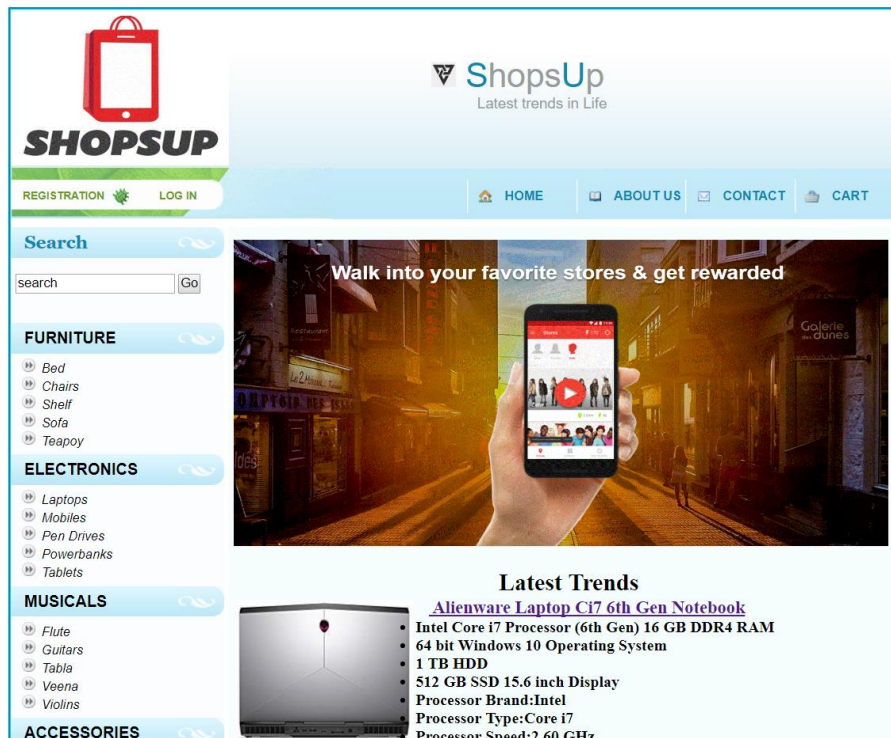 SHOPSUP
ShopsUp
Latest trends in Life
REGISTRATION LOG IN
HOME ABOUT US CONTACT CART
Search
search Go
FURNITURE
Bed
Chairs
Shelf
Sofa
Teapoy
ELECTRONICS
Laptops
Mobiles
Pen Drives
Powerbanks
Tablets
MUSICALS
Flute
Guitars
Tabla
Veena
Violins
ACCESSORIES
Walk into your favorite stores & get rewarded
Stores
Galerie
des dunes
Latest Trends
Alienware Laptop Ci7 6th Gen Notebook
Intel Core i7 Processor (6th Gen) 16 GB DDR4 RAM
64 bit Windows 10 Operating System
1 TB HDD
512 GB SSD 15.6 inch Display
Processor Brand:Intel
Processor Type:Core i7
Processor Speed:2.60 GHz